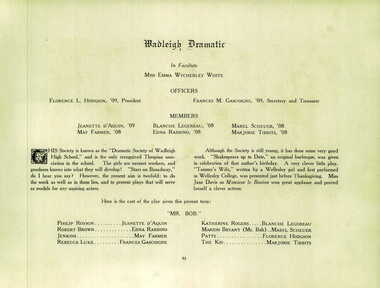 Wadleigh Dramatic
In Facultate
Miss Emma Wycherley White
OFFICERS
Florence L. Hodgson, '09, President
Frances M. Gascoigne, '09, Secretary and Treasurer
MEMBERS
Jeanette d'Aquin, '09 Blanche Legereau, '08 Mabel Scheuer, '08
May Farmer, '08 Edna Rabbino, '08 Marjorie Tibbits, '08
THIS Society is known as the "Dramatic Society of Wadleigh
High School," and is the only recognized Thespian asso-
ciation in the school. The girls are earnest workers, and
goodness knows into what they will develop! "Stars on Broadway,"
do I hear you say? However, the present aim is twofold: to do
the work as well as in them lies, and to present plays that will serve
as models for any aspiring actors.
Although the Society is still young, it has done some very good
work. "Shakespeare up to Date," an original burlesque, was given
in celebration of that author's birthday. A very clever little play,
"Tommy's Wife," written by a Wellesley girl and first performed
at Wellesley College, was presented just before Thanksgiving. Miss
Jane Davis as Monsieur le Baston won great applause and proved
herself a clever actress.
Here is the cast of the play given this present term:
"MR. BOB."
Philip Royson Jeanette d'Aquin
Robert Brown Edna Rabbino
Jenkins May Farmer
Rebecca Luke Frances Gascoigne
Katherine Rogers Blanche Legereau
Marion Bryant (Mr. Bob) Mabel Scheuer
Patty Florence Hodgson
The Kid Marjorie Tibbits